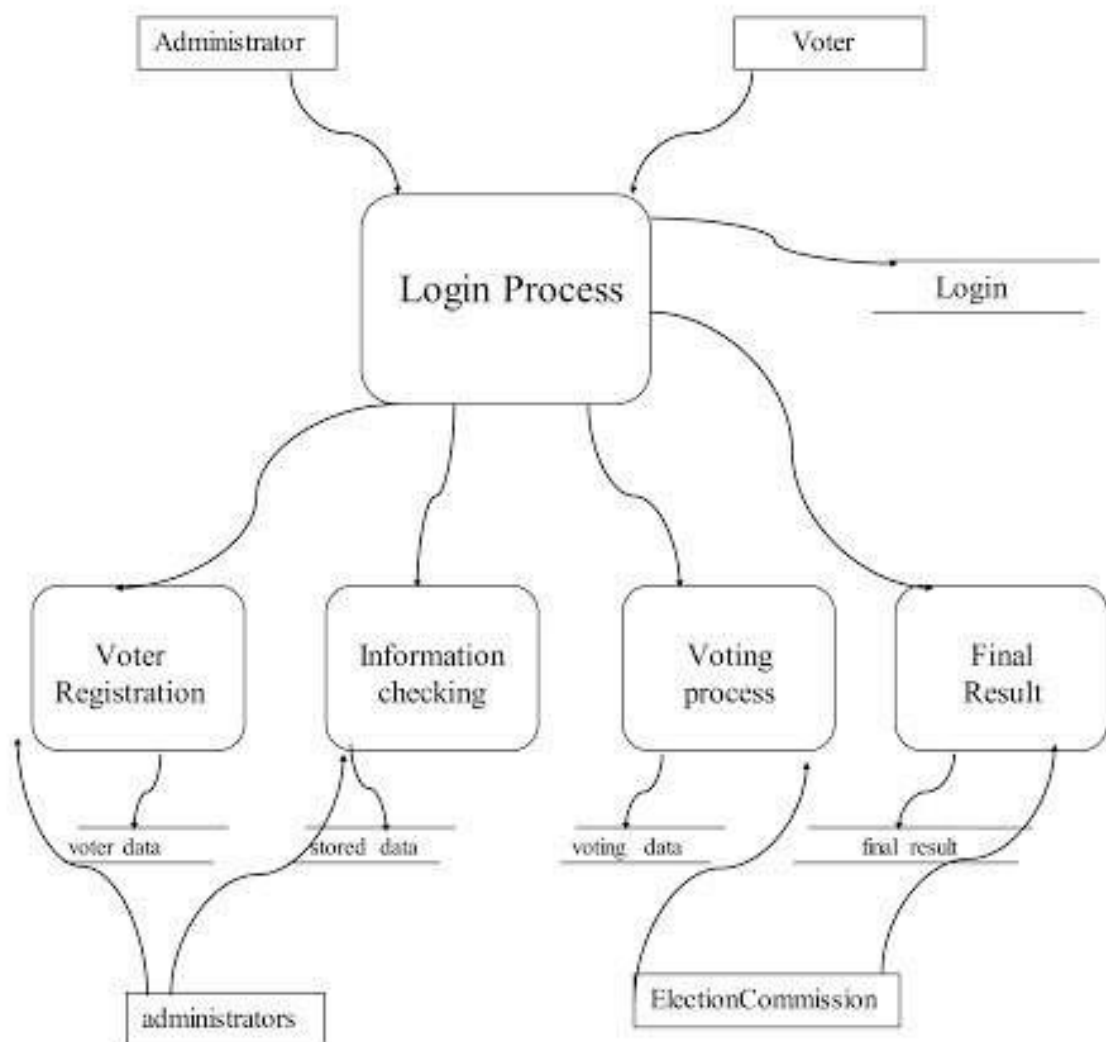 Administrator
Voter
Login Process
Login
Voter
Registration
Information
checking
Voting
process
Final
Result
voter data
stored data
voting data
final result
administrators
ElectionCommission